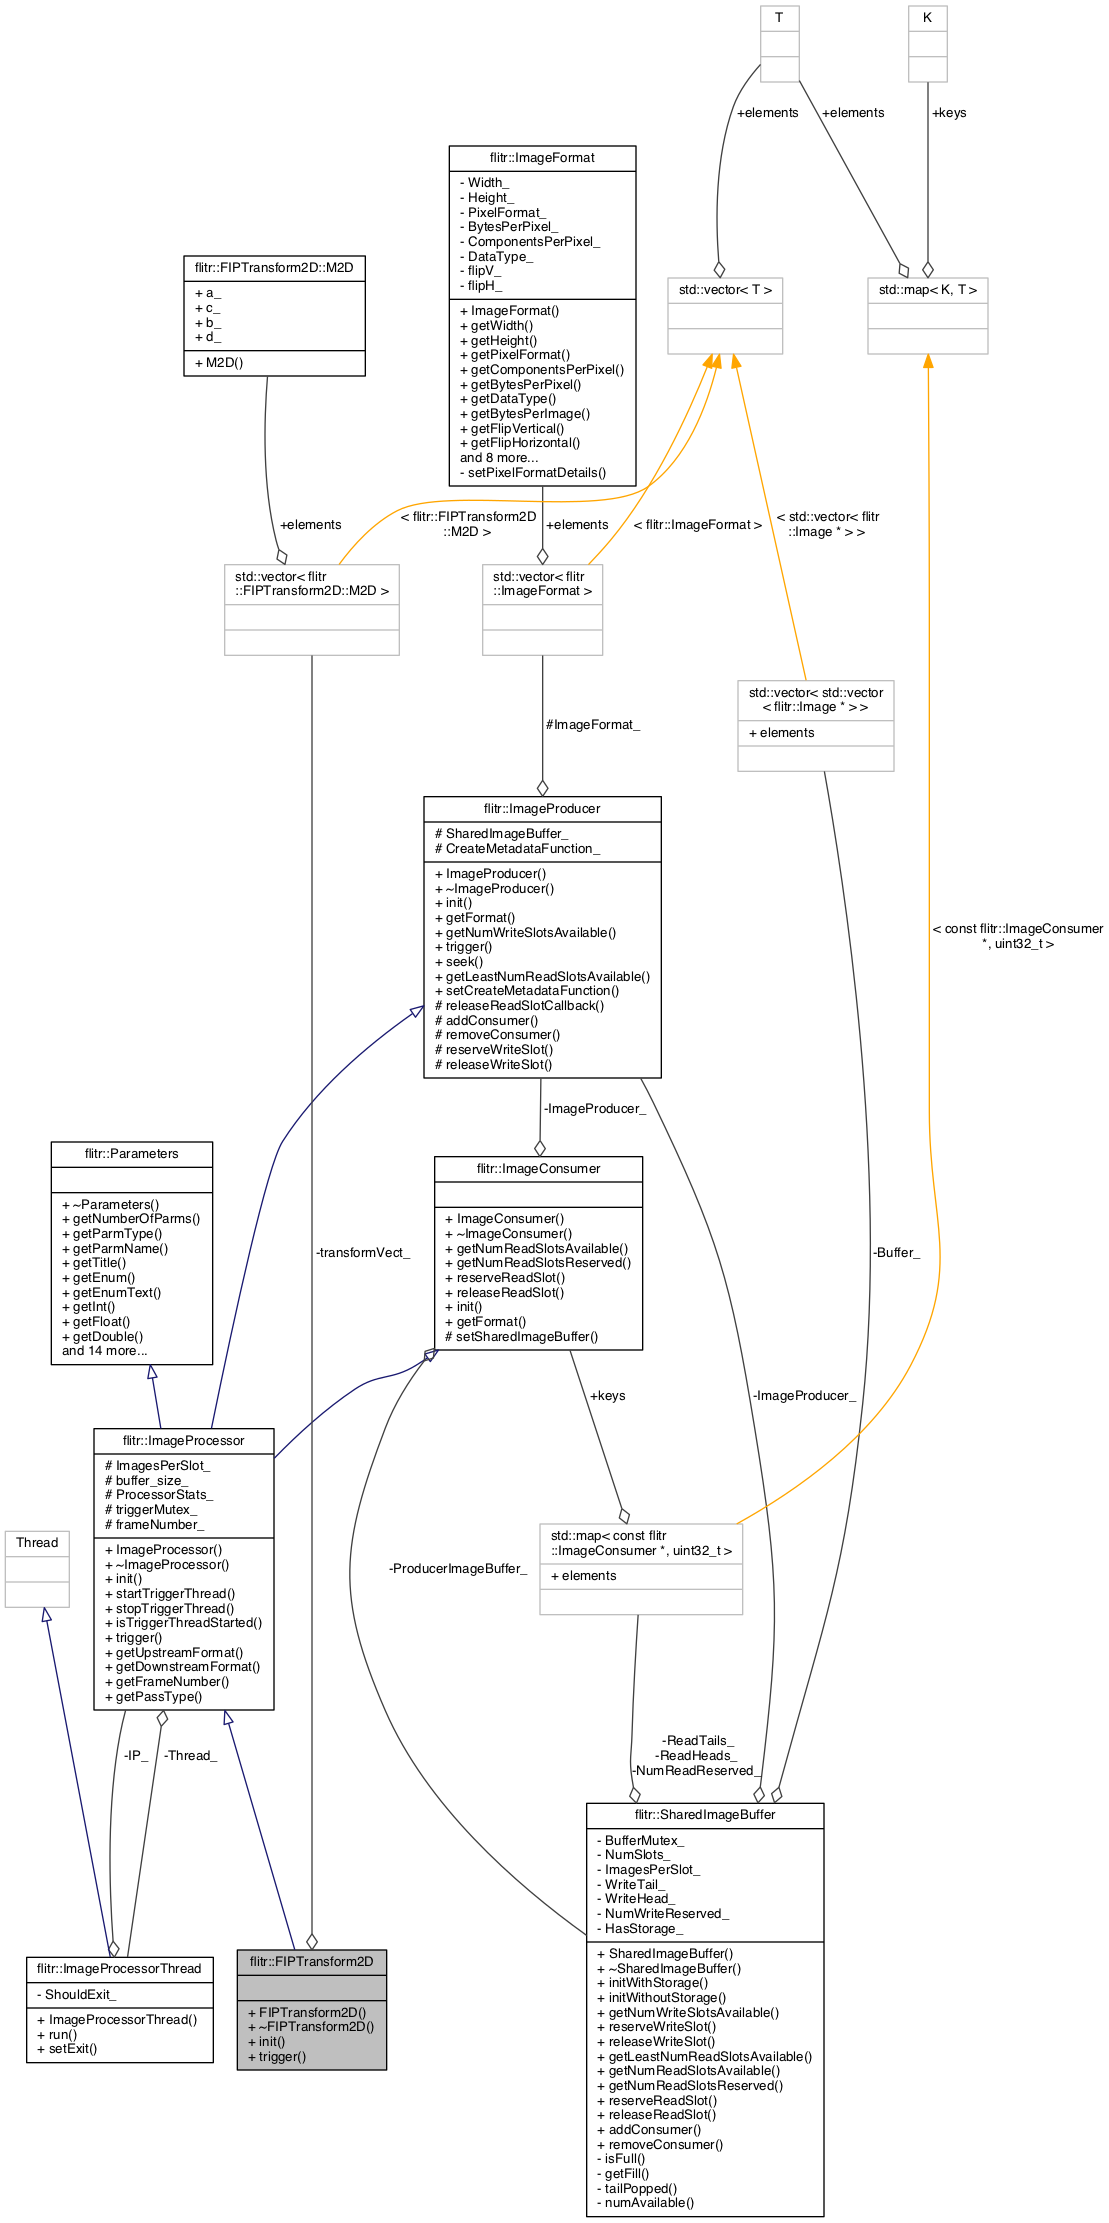 T
K
+elements
+elements
+keys
flitr::ImageFormat
- Width_
- Height_
- PixelFormat_
- BytesPerPixel_
- ComponentsPerPixel_
- DataType_
- flipV_
- flipH_
+ ImageFormat()
+ getWidth()
+ getHeight()
+ getPixelFormat()
+ getComponentsPerPixel()
+ getBytesPerPixel()
+ getDataType()
+ getBytesPerImage()
+ getFlipVertical()
+ getFlipHorizontal()
and 8 more...
- setPixelFormatDetails()
flitr::FIPTransform2D::M2D
+ a_
+ c_
+ b_
+ d_
+ M2D()
std::vector< T >
std::map< K, T >
+elements
< flitr::FIPTransform2D
::M2D >
+elements
< flitr::ImageFormat >
< std::vector< flitr
::Image * > >
std::vector< flitr
::FIPTransform2D::M2D >
std::vector< flitr
::ImageFormat >
std::vector< std::vector
< flitr::Image * > >
+ elements
#ImageFormat_
flitr::ImageProducer
# SharedImageBuffer_
# CreateMetadataFunction_
+ ImageProducer()
+ ~ImageProducer()
+ init()
+ getFormat()
+ getNumWriteSlotsAvailable()
+ trigger()
+ seek()
+ getLeastNumReadSlotsAvailable()
+ setCreateMetadataFunction()
# releaseReadSlotCallback()
# addConsumer()
# removeConsumer()
# reserveWriteSlot()
# releaseWriteSlot()
< const flitr::ImageConsumer
*, uint32_t >
-ImageProducer_
flitr::Parameters
+ ~Parameters()
+ getNumberOfParms()
+ getParmType()
+ getParmName()
+ getTitle()
+ getEnum()
+ getEnumText()
+ getInt()
+ getFloat()
+ getDouble()
and 14 more...
-transformVect_
flitr::ImageConsumer
+ ImageConsumer()
+ ~ImageConsumer()
+ getNumReadSlotsAvailable()
+ getNumReadSlotsReserved()
+ reserveReadSlot()
+ releaseReadSlot()
+ init()
+ getFormat()
# setSharedImageBuffer()
-Buffer_
+keys
-ImageProducer_
flitr::ImageProcessor
# ImagesPerSlot_
# buffer_size_
# ProcessorStats_
# triggerMutex_
# frameNumber_
+ ImageProcessor()
+ ~ImageProcessor()
+ init()
+ startTriggerThread()
+ stopTriggerThread()
+ isTriggerThreadStarted()
+ trigger()
+ getUpstreamFormat()
+ getDownstreamFormat()
+ getFrameNumber()
+ getPassType()
Thread
-ProducerImageBuffer_
std::map< const flitr
::ImageConsumer *, uint32_t >
+ elements
-IP_
-Thread_
-ReadTails_
-ReadHeads_
-NumReadReserved_
flitr::ImageProcessorThread
- ShouldExit_
+ ImageProcessorThread()
+ run()
+ setExit()
flitr::FIPTransform2D
+ FIPTransform2D()
+ ~FIPTransform2D()
+ init()
+ trigger()
flitr::SharedImageBuffer
- BufferMutex_
- NumSlots_
- ImagesPerSlot_
- WriteTail_
- WriteHead_
- NumWriteReserved_
- HasStorage_
+ SharedImageBuffer()
+ ~SharedImageBuffer()
+ initWithStorage()
+ initWithoutStorage()
+ getNumWriteSlotsAvailable()
+ reserveWriteSlot()
+ releaseWriteSlot()
+ getLeastNumReadSlotsAvailable()
+ getNumReadSlotsAvailable()
+ getNumReadSlotsReserved()
+ reserveReadSlot()
+ releaseReadSlot()
+ addConsumer()
+ removeConsumer()
- isFull()
- getFill()
- tailPopped()
- numAvailable()